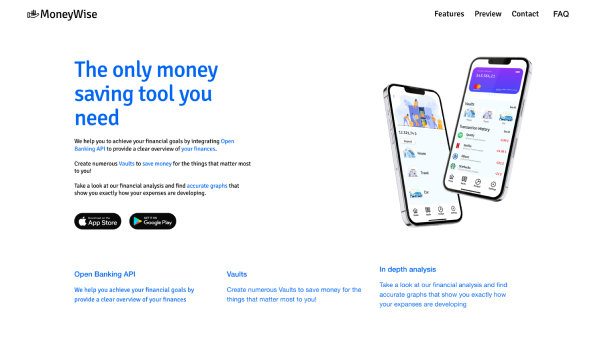 MoneyWise
Features Preview Contact FAQ
The only money
saving tool you
need
We help you to achieve your financial goals by integrating Open
Banking API to provide a clear overview of your finances.
Create numerous Vaults to save money for the things that matter most
to you!
Take a look at our financial analysis and find accurate graphs that
show you exactly how your expenses are developing.
Download on the
App Store
GET IT ON
Google Play
Vaults
Transaction History
Open Banking API
We help you achieve your financial goals by
provide a clear overview of your finances
Vaults
Create numerous Vaults to save money for the
things that matter most to you!
In depth analysis
Take a look at our financial analysis and find
accurate graphs that show you exactly how
your expanses are developing